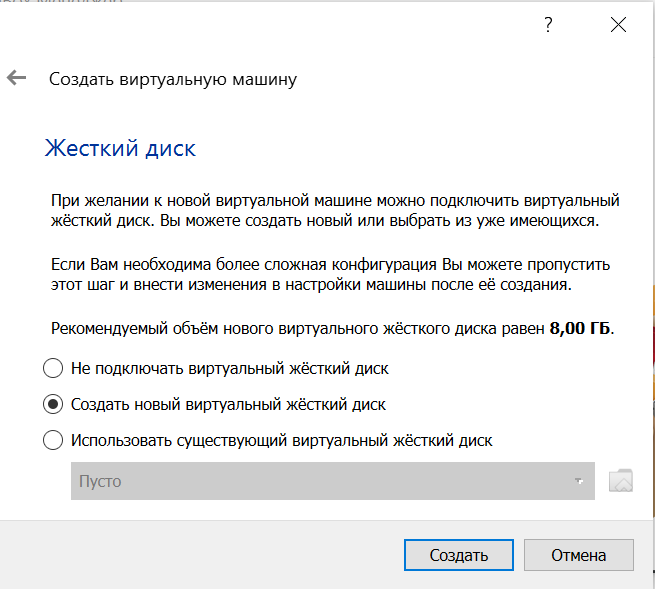 ?
Создать виртуальную машину
Жесткий диск
При желании к новой виртуальной машине можно подключить виртуальный
жёсткий диск. Вы можете создать новый или выбрать из уже имеющихся.
Если Вам необходима более сложная конфигурация Вы можете пропустить
этот шаг и внести изменения в настройки машины после её создания.
Рекомендуемый объём нового виртуального жёсткого диска равен 8,00 ГБ.
Не подключать виртуальный жёсткий диск
Создать новый виртуальный жёсткий диск
Использовать существующий виртуальный жёсткий диск
Пусто
Создать
Отмена